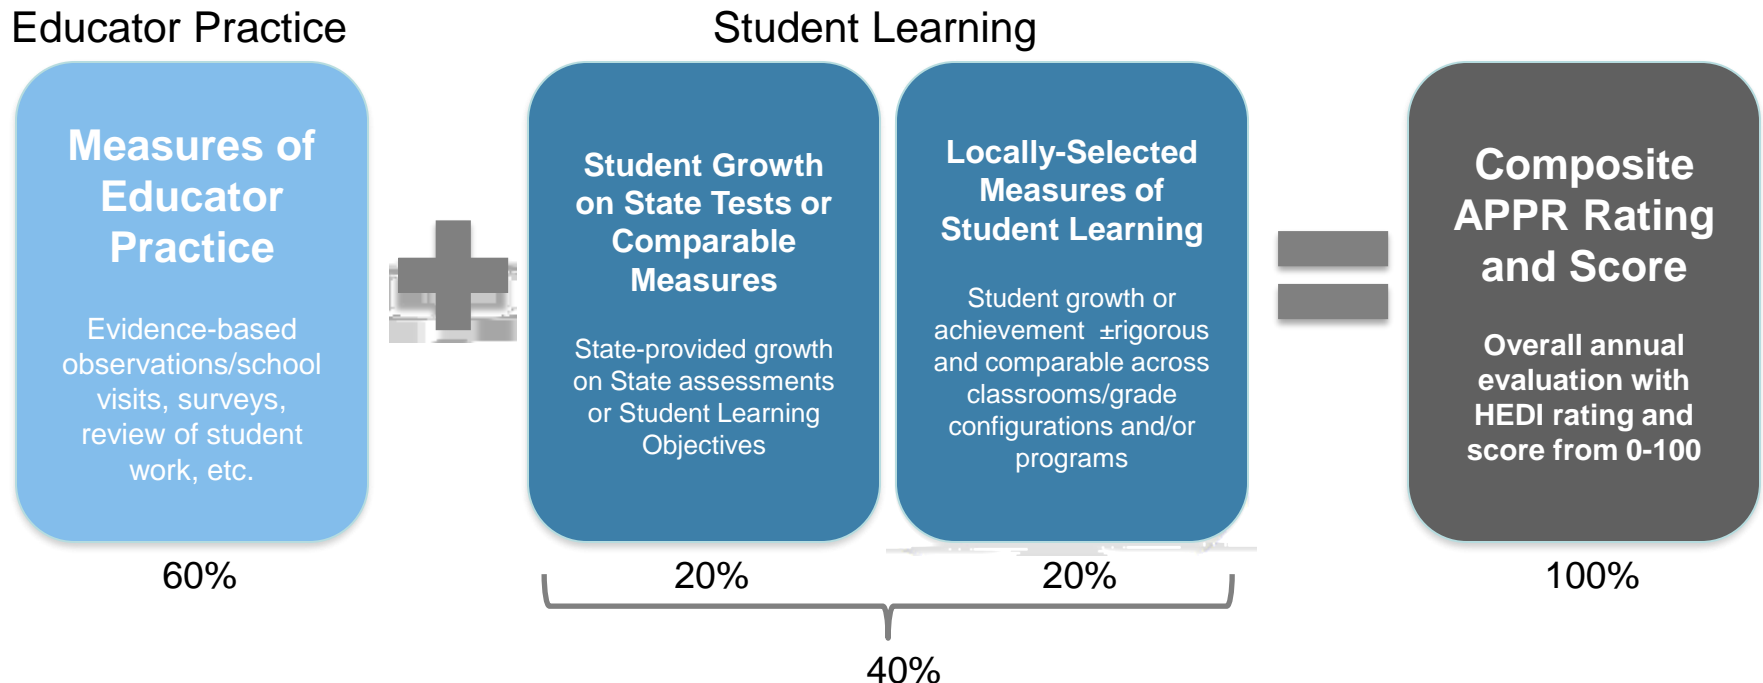 Educator Practice
Student Learning
Measures of
Educator
Practice
Evidence-based
observations/school
visits, surveys,
review of student
work, etc.
60%
Student Growth
on State Tests or
Comparable
Measures
State-provided growth
on State assessments
or Student Learning
Objectives
20%
Locally-Selected
Measures of
Student Learning
Student growth or
achievement ±rigorous
and comparable across
classrooms/grade
configurations and/or
programs
20%
40%
Composite
APPR Rating
and Score
Overall annual
evaluation with
HEDI rating and
score from 0-100
100%